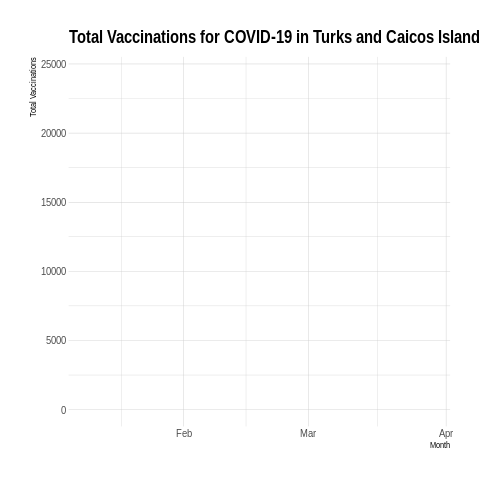 Total Vaccinations for COVID-19 in Turks and Caicos Island
Total Vaccinations
25000
20000
15000
10000
5000
0
Feb Mar Apr
Month